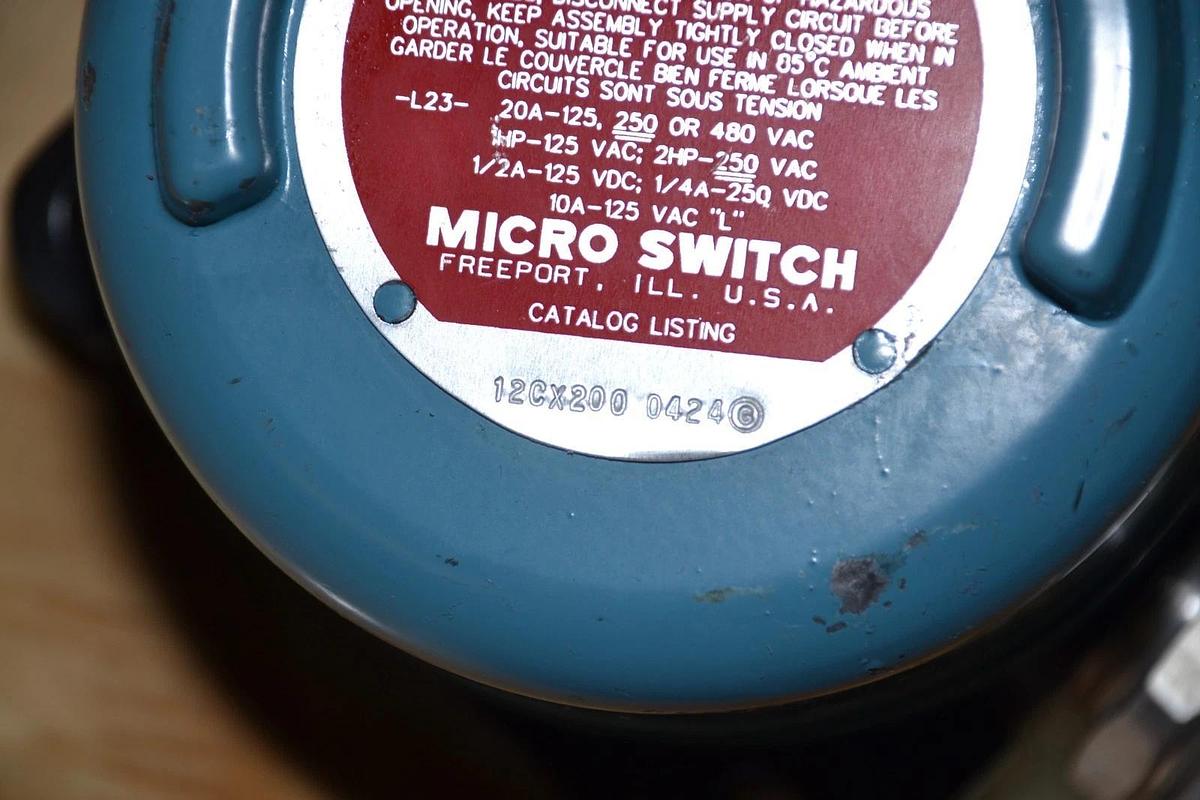 DISCONNECT SUPPLY CIRCUIT BEFORE
OPENING, KEEP ASSEMBLY TIGHTLY CLOSED WHEN IN
OPERATION, SUITABLE FOR USE IN 85°C AMBIENT
GARDER LE COUVERCLE BIEN FERME LORSQUE LES
CIRCUITS SONT SOUS TENSION
-L23- 20A-125, 250 OR 480 VAC
1HP-125 VAC; 2HP-250 VAC
1/2A-125 VDC; 1/4A-250 VDC
10A-125 VAC "L"
MICRO SWITCH
FREEPORT, ILL. U.S.A.
CATALOG LISTING
12CX200 0424 G